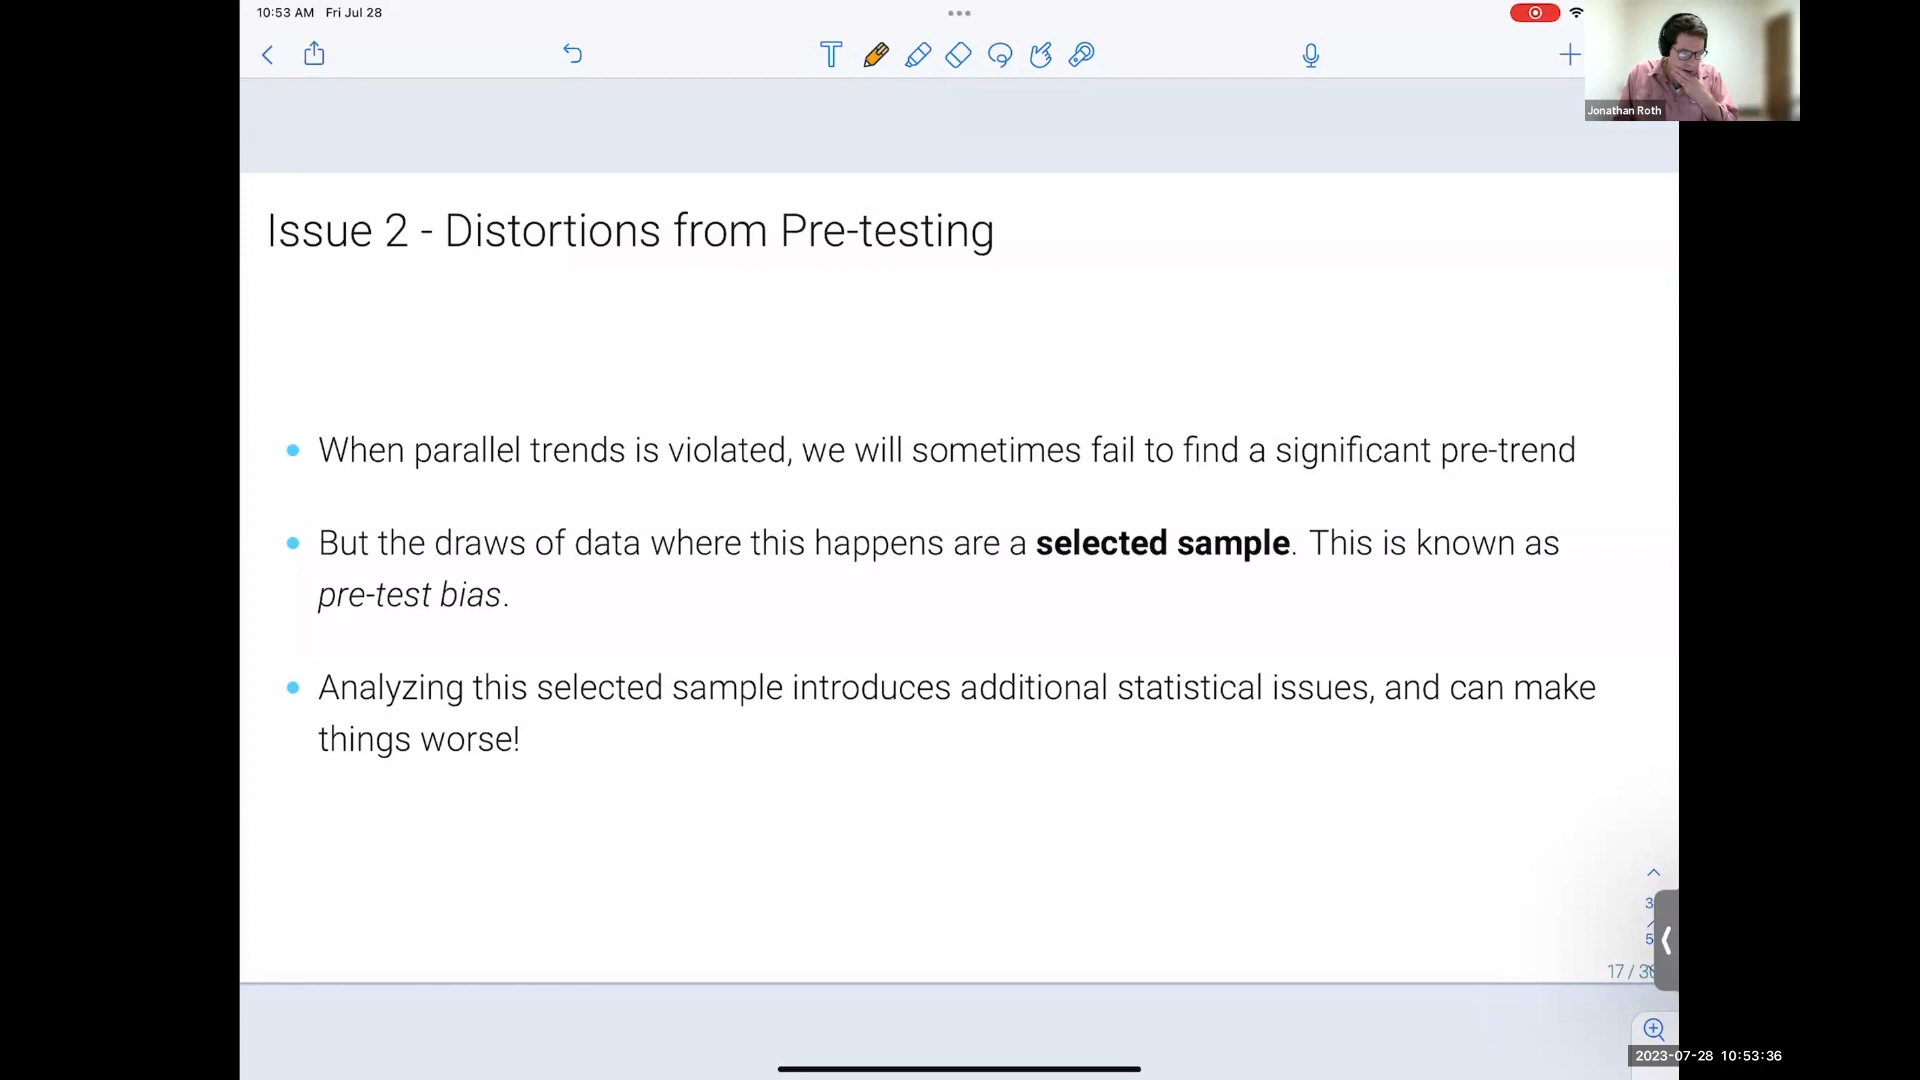 10:53 AM Fri Jul 28
Jonathan Roth
Issue 2 - Distortions from Pre-testing
When parallel trends is violated, we will sometimes fail to find a significant pre-trend
But the draws of data where this happens are a selected sample. This is known as
pre-test bias.
Analyzing this selected sample introduces additional statistical issues, and can make
things worse!
17 / 3
2023-07-28 10:53:36